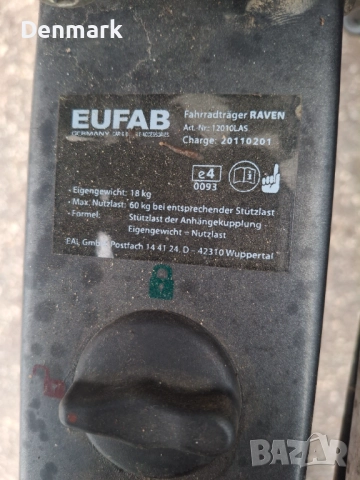 Denmark
EUFAB
Fahrradträger RAVEN
Art. Nr.: 12010LAS
GERMANY
Charge: 20110201
e4
0093
- Eigengewicht: 18 kg
- Max. Nutzlast: 60 kg bei entsprechender Stützlast
- Formel: Stützlast der Anhängekupplung -
Eigengewicht = Nutzlast
EAL GmbH Postfach 14 41 24. D - 42310 Wuppertal
BAZAR